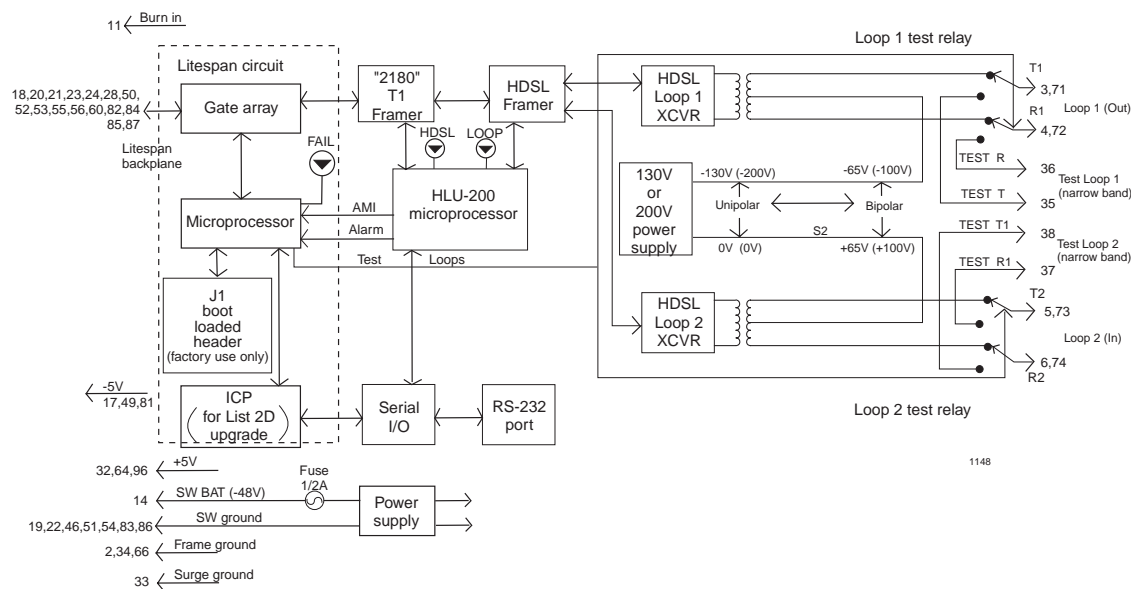 11
Burn in
Loop 1 test relay
Litespan circuit
18,20,21,23,24,28,50,
52,53,55,56,60,82,84
85,87
Litespan
backplane
Gate array
"2180"
T1
Framer
HDSL
Framer
HDSL
Loop 1
XCVR
T1
3,71
R1
4,72
Loop 1 (Out)
FAIL
HDSL
LOOP
TEST R
36
TEST T
35
Test Loop 1
(narrow band)
Microprocessor
AMI
Alarm
HLU-200
microprocessor
130V
or
200V
power
supply
-130V (-200V)
-65V (-100V)
Unipolar
Bipolar
0V (0V)
S2
+65V (+100V)
TEST T1
38
TEST R1
37
Test Loop 2
(narrow band)
Test Loops
J1
boot
loaded
header
(factory use only)
HDSL
Loop 2
XCVR
T2
5,73
Loop 2 (In)
6,74
R2
-5V
17,49,81
ICP
for List 2D
upgrade
Serial
I/O
RS-232
port
Loop 2 test relay
1148
32,64,96
+5V
14
SW BAT (-48V)
Fuse
1/2A
Power
supply
19,22,46,51,54,83,86
SW ground
2,34,66
Frame ground
33
Surge ground